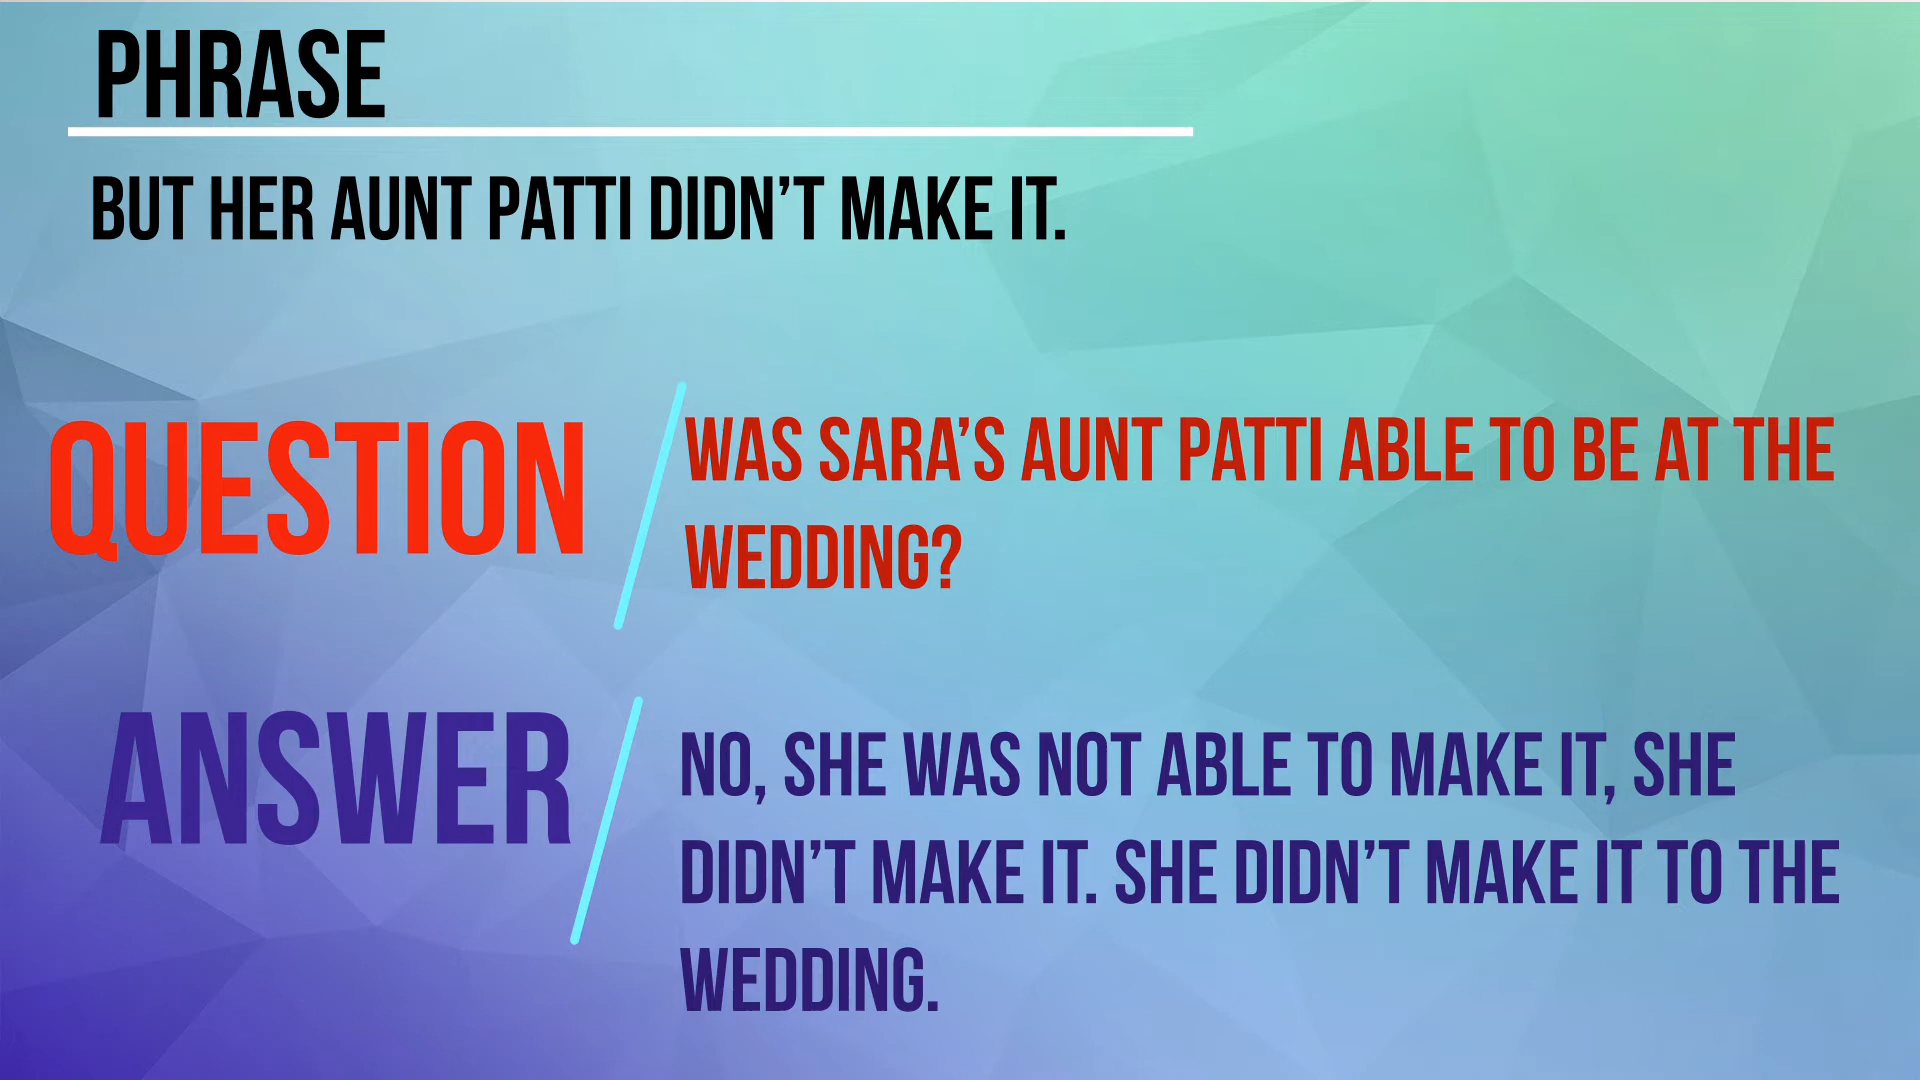 PHRASE
BUT HER AUNT PATTI DIDN’T MAKE IT.
QUESTION
WAS SARA’S AUNT PATTI ABLE TO BE AT THE
WEDDING?
ANSWER
NO, SHE WAS NOT ABLE TO MAKE IT, SHE
DIDN’T MAKE IT. SHE DIDN’T MAKE IT TO THE
WEDDING.